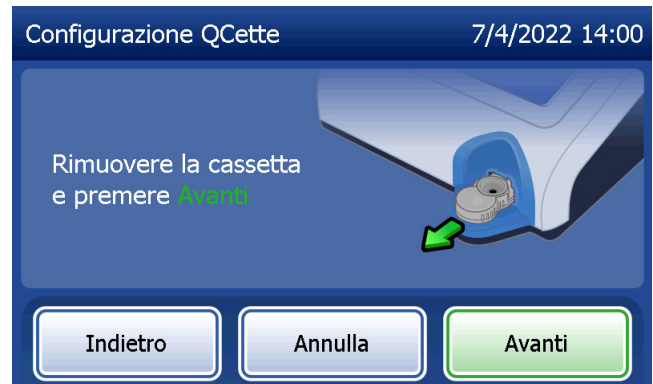 Configurazione QCette 7/4/2022 14:00
Rimuovere la cassetta
e premere Avanti
Indietro Annulla Avanti